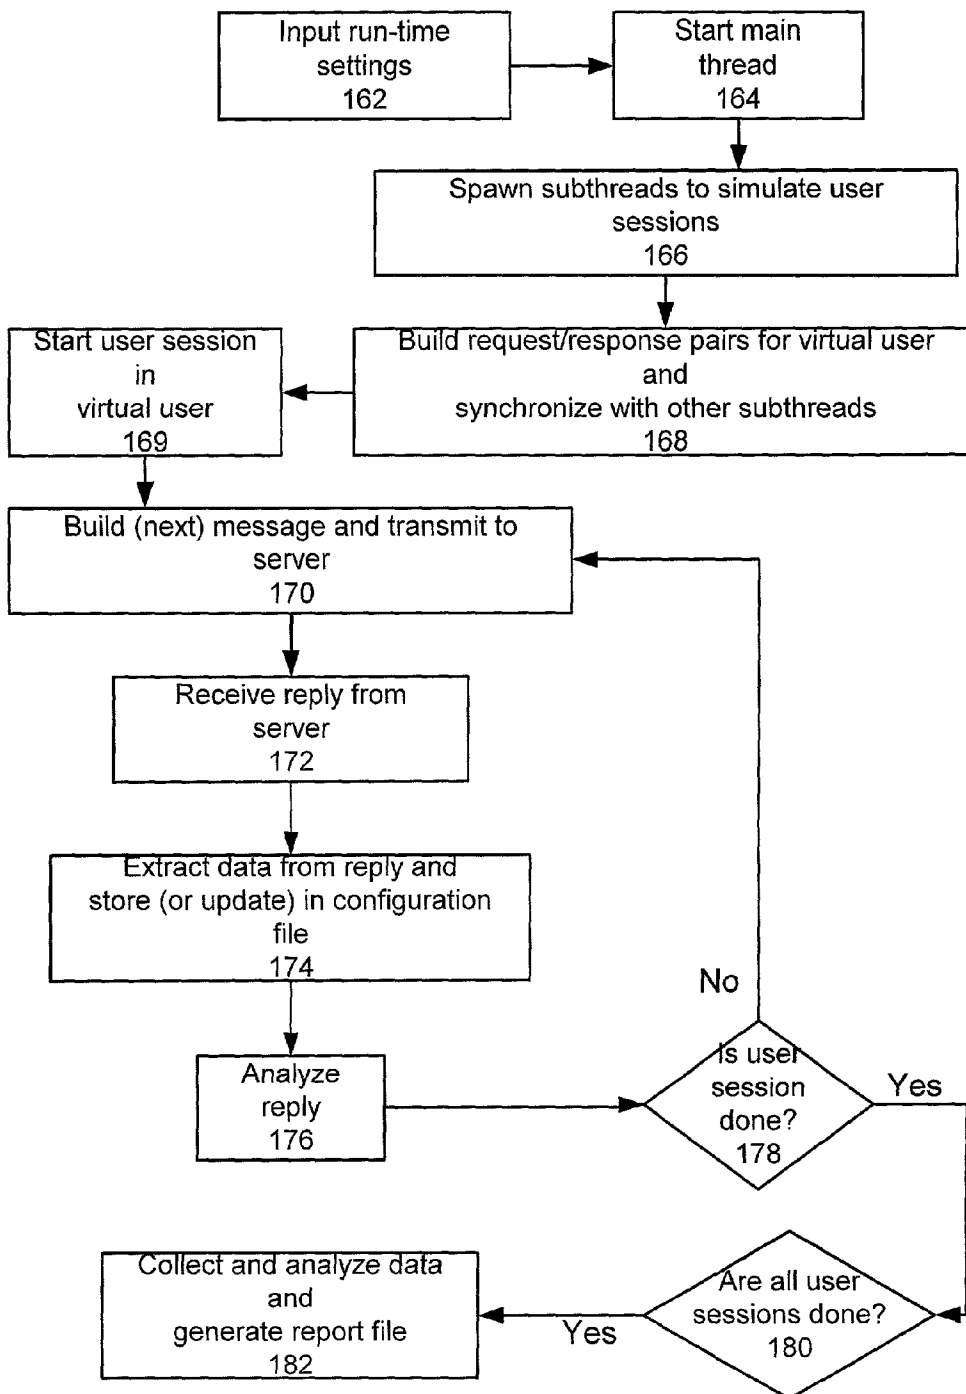 Input run-time
settings
162
Start main
thread
164
Spawn subthreads to simulate user
sessions
166
Build request/response pairs for virtual user
and
synchronize with other subthreads
168
Start user session
in
virtual user
169
Build (next) message and transmit to
server
170
Receive reply from
server
172
Extract data from reply and
store (or update) in configuration
file
174
Analyze
reply
176
No
Is user
session
done?
178
Yes
Are all user
sessions done?
180
Yes
Collect and analyze data
and
generate report file
182